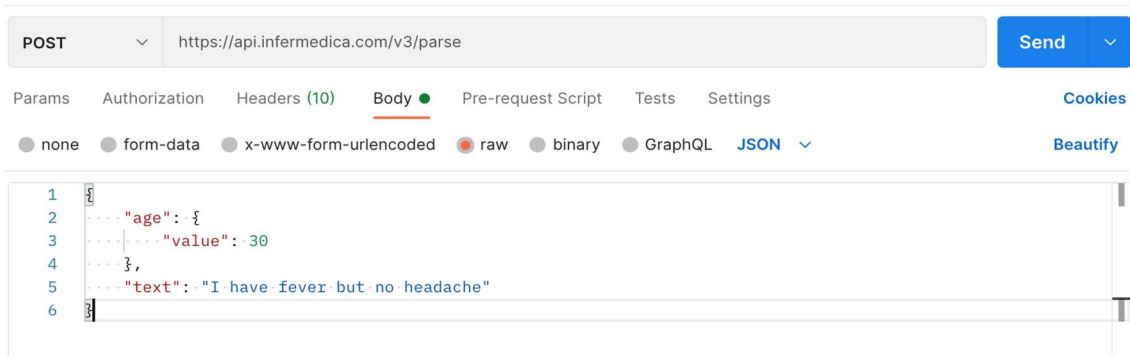 POST https://api.infermedica.com/v3/parse Send
Params Authorization Headers (10) Body Pre-request Script Tests Settings Cookies
none form-data x-www-form-urlencoded raw binary GraphQL JSON Beautify
1 {
2 "age": {
3 "value": 30
4 },
5 "text": "I have fever but no headache"
6 }